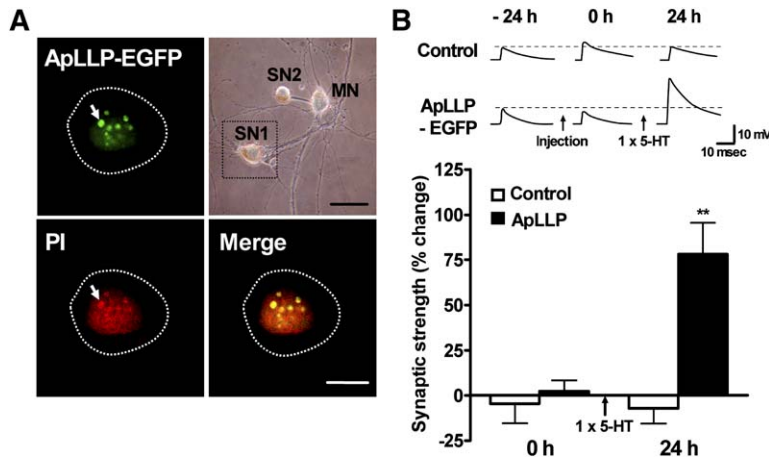 A
ApLLP-EGFP
SN2
MN
SN1
PI
Merge
B
- 24 h
0 h
24 h
Control
ApLLP
- EGFP
Injection
1 x 5-HT
10 mV
10 msec
Synaptic strength (% change)
125
100
75
50
25
0
-25
Control
ApLLP
**
1 x 5-HT
0 h
24 h